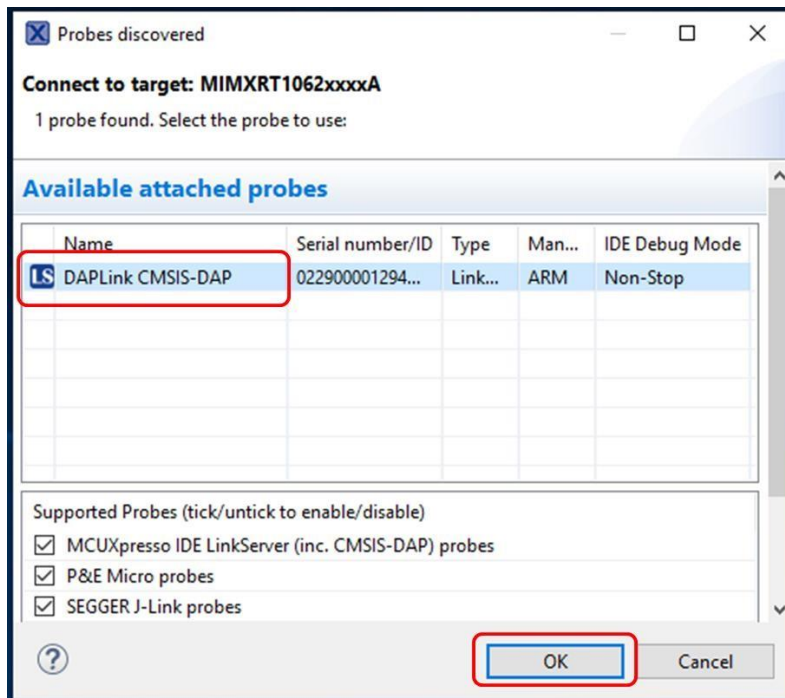 Probes discovered
Connect to target: MIMXRT1062xxxxA
1 probe found. Select the probe to use:
Available attached probes
Name Serial number/ID Type Man... IDE Debug Mode
LS DAPLink CMSIS-DAP 022900001294... Link... ARM Non-Stop
Supported Probes (tick/untick to enable/disable)
MCUXpresso IDE LinkServer (inc. CMSIS-DAP) probes
P&E Micro probes
SEGGER J-Link probes
? OK Cancel